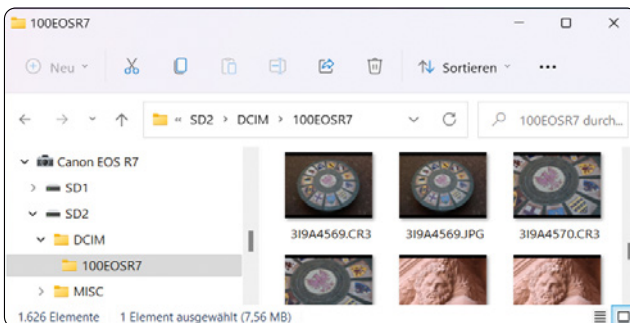 100EOSR7
Neu
Sortieren
« SD2 > DCIM > 100EOSR7
100EOSR7 durch...
Canon EOS R7
SD1
SD2
DCIM
100EOSR7
MISC
3I9A4569.CR3
3I9A4569.JPG
3I9A4570.CR3
1.626 Elemente
1 Element ausgewählt (7,56 MB)